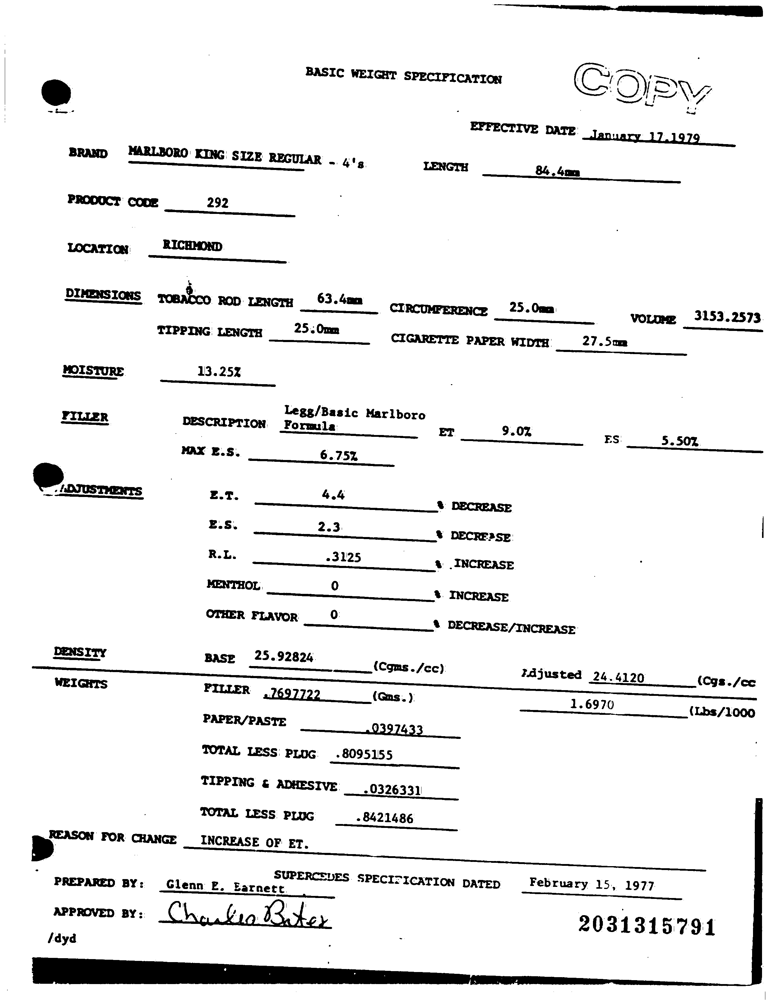 BASIC WEIGHT SPECIFICATION
COPY
EFFECTIVE DATE January 17,1979
BRAND MARLBORO KING SIZE REGULAR - 4's LENGTH 84.4mm
PRODUCT CODE 292
LOCATION RICHMOND
DIMENSIONS TOBACCO ROD LENGTH 63.4mm CIRCUMFERENCE 25.0mm VOLUME 3153.2573
TIPPING LENGTH 25.0mm CIGARETTE PAPER WIDTH 27.5mm
MOISTURE 13.25%
FILLER DESCRIPTION Legg/Basic Marlboro Formula ET 9.0% ES 5.50%
MAX E.S. 6.75%
ADJUSTMENTS E.T. 4.4 % DECREASE
E.S. 2.3 % DECREASE
R.L. .3125 % INCREASE
MENTHOL 0 % INCREASE
OTHER FLAVOR 0 % DECREASE/INCREASE
DENSITY BASE 25.92824 (Cgms./cc) Adjusted 24.4120 (Cgs./cc
WEIGHTS FILLER .7697722 (Gms.) 1.6970 (Lbs/1000
PAPER/PASTE .0397433
TOTAL LESS PLUG .8095155
TIPPING & ADHESIVE .0326331
TOTAL LESS PLUG .8421486
REASON FOR CHANGE INCREASE OF ET.
SUPERCEDES SPECIFICATION DATED February 15, 1977
PREPARED BY: Glenn E. Earnett
APPROVED BY: Charles Bates
2031315791
/dyd